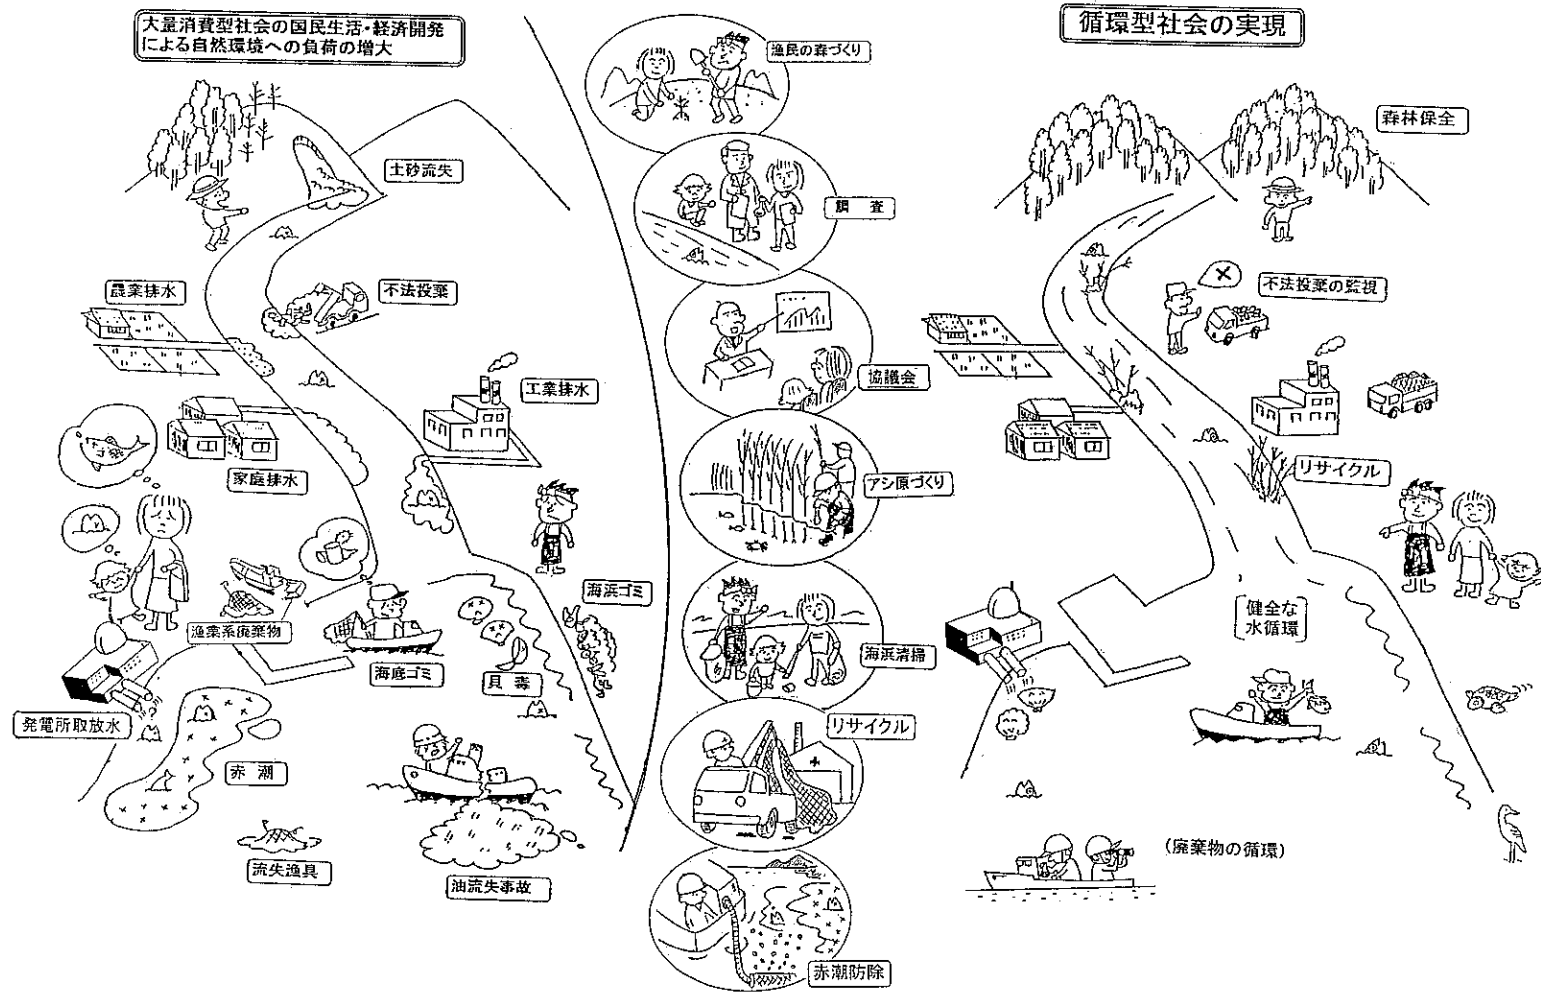 大量消費型社会の国民生活・経済開発
による自然環境への負荷の増大
土砂流失
農業排水
不法投棄
工業排水
家庭排水
海浜ゴミ
漁業系廃棄物
海底ゴミ
貝毒
発電所取放水
赤潮
流失漁具
油流失事故
漁民の森づくり
調査
協議会
アシ原づくり
海浜清掃
リサイクル
赤潮防除
循環型社会の実現
森林保全
不法投棄の監視
リサイクル
健全な
水循環
(廃棄物の循環)